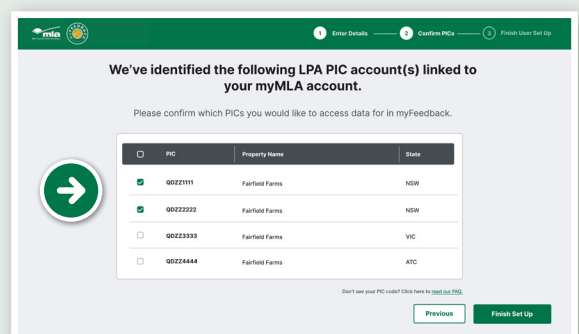 mla
1 Enter Details 2 Confirm PICs 3 Finish User Set Up
We've identified the following LPA PIC account(s) linked to
your myMLA account.
Please confirm which PICs you would like to access data for in myFeedback.
PIC Property Name State
QDZZ1111 Fairfield Farms NSW
QDZZ2222 Fairfield Farms NSW
QDZZ3333 Fairfield Farms VIC
QDZZ4444 Fairfield Farms ATC
Don't see your PIC code? Click here to read our FAQ.
Previous Finish Set Up